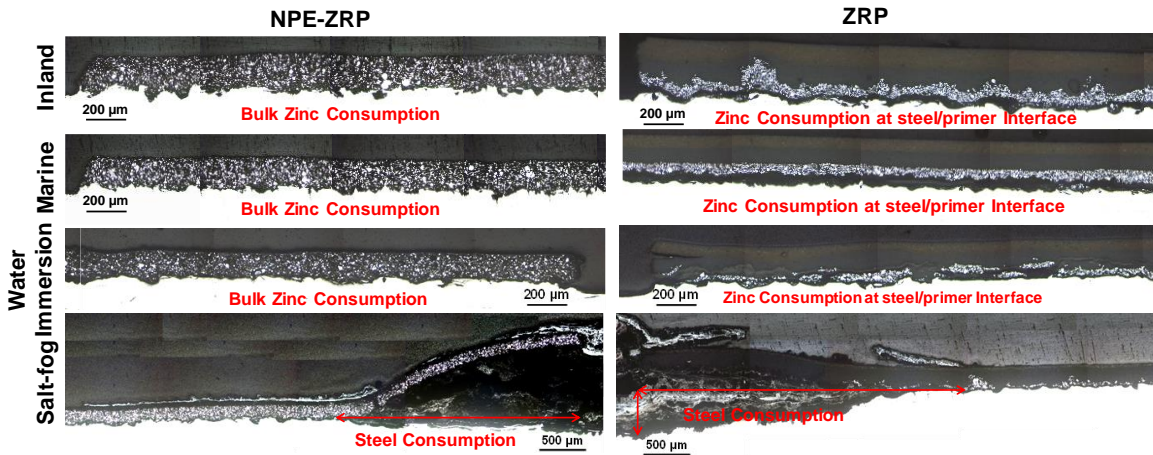 NPE-ZRP
ZRP
Inland
200 µm
Bulk Zinc Consumption
200 µm
Zinc Consumption at steel/primer Interface
Marine
200 µm
Bulk Zinc Consumption
Zinc Consumption at steel/primer Interface
Water
Immersion
Bulk Zinc Consumption
200 µm
200 µm
Zinc Consumption at steel/primer Interface
Salt-fog
Steel Consumption
500 µm
Steel Consumption
500 µm